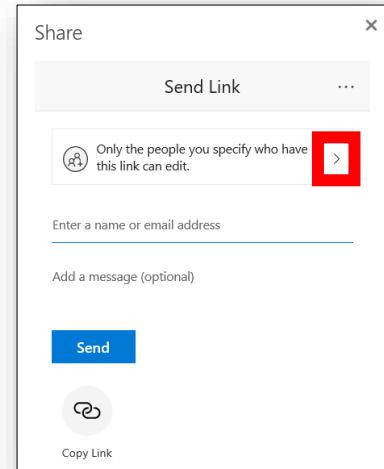 Share
Send Link
Only the people you specify who have
this link can edit.
Enter a name or email address
Add a message (optional)
Send
Copy Link